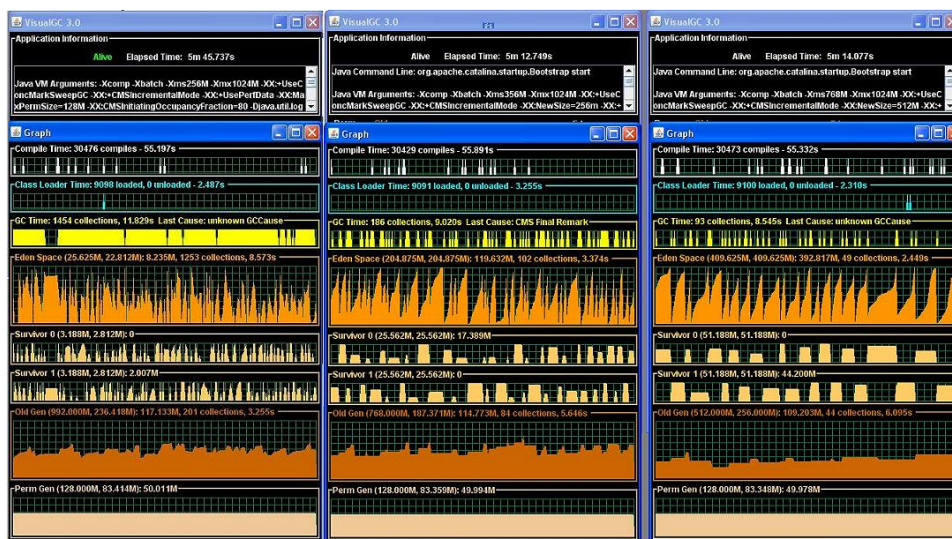 VisualGC 3.0
Application Information
Alive Elapsed Time: 5m 45.737s
Java VM Arguments: -Xcomp -Xbatch -Xms256M -Xmx1024M -XX:+UseC
oncMarkSweepGC -XX:+CMSIncrementalMode -XX:+UsePerfData -XX:Ma
xPermSize=128M -XX:CMSInitiatingOccupancyFraction=80 -Djava.util.log
Graph
Compile Time: 30476 compiles - 55.197s
Class Loader Time: 9098 loaded, 0 unloaded - 2.487s
GC Time: 1454 collections, 11.829s Last Cause: unknown GCCause
Eden Space (25.625M, 22.812M): 8.235M, 1253 collections, 8.573s
Survivor 0 (3.188M, 2.812M): 0
Survivor 1 (3.188M, 2.812M): 2.007M
Old Gen (992.000M, 236.418M): 117.133M, 201 collections, 3.255s
Perm Gen (128.000M, 83.414M): 50.011M
VisualGC 3.0
Application Information
Alive Elapsed Time: 5m 12.749s
Java Command Line: org.apache.catalina.startup.Bootstrap start
Java VM Arguments: -Xcomp -Xbatch -Xms356M -Xmx1024M -XX:+UseC
oncMarkSweepGC -XX:+CMSIncrementalMode -XX:NewSize=256m -XX:+
Graph
Compile Time: 30429 compiles - 55.891s
Class Loader Time: 9091 loaded, 0 unloaded - 3.255s
GC Time: 186 collections, 9.020s Last Cause: CMS Final Remark
Eden Space (204.875M, 204.875M): 119.632M, 102 collections, 3.374s
Survivor 0 (25.562M, 25.562M): 17.389M
Survivor 1 (25.562M, 25.562M): 0
Old Gen (768.000M, 187.371M): 114.773M, 84 collections, 5.646s
Perm Gen (128.000M, 83.359M): 49.994M
VisualGC 3.0
Application Information
Alive Elapsed Time: 5m 14.077s
Java Command Line: org.apache.catalina.startup.Bootstrap start
Java VM Arguments: -Xcomp -Xbatch -Xms768M -Xmx1024M -XX:+UseC
oncMarkSweepGC -XX:+CMSIncrementalMode -XX:NewSize=512M -XX:+
Graph
Compile Time: 30473 compiles - 55.332s
Class Loader Time: 9100 loaded, 0 unloaded - 2.310s
GC Time: 93 collections, 8.545s Last Cause: unknown GCCause
Eden Space (409.625M, 409.625M): 392.817M, 49 collections, 2.449s
Survivor 0 (51.188M, 51.188M): 0
Survivor 1 (51.188M, 51.188M): 44.200M
Old Gen (512.000M, 256.000M): 109.203M, 44 collections, 6.095s
Perm Gen (128.000M, 83.348M): 49.978M